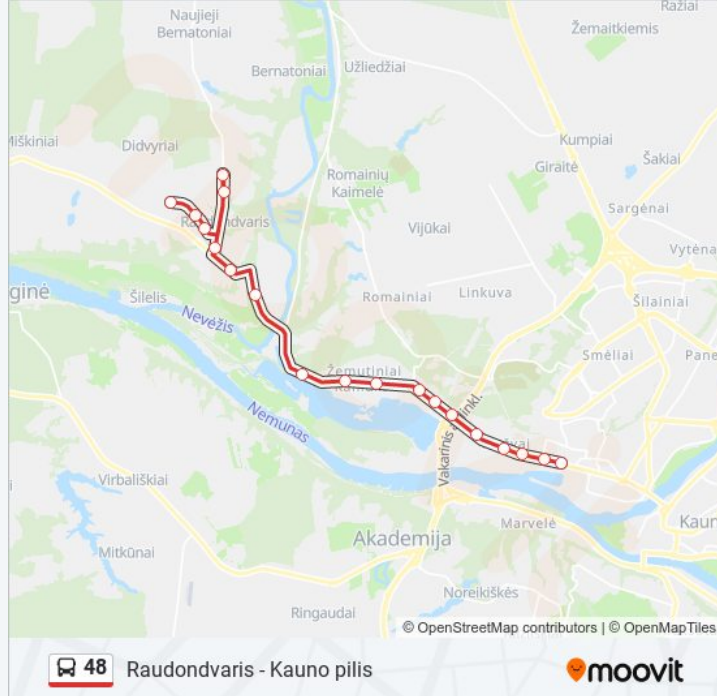 Ražiai
Naujieji
Bernatoniai
Žemaitkiemis
Bernatoniai
Užliedžiai
Miškiniai
Didvyriai
Kumpiai
Šakiai
Giraitė
Romainių
Kaimelė
Sargėnai
Raudondvaris
Vijūkai
Vytėna
ginė
Šilelis
Romainiai
Linkuva
Šilainiai
Nevėžis
Smėliai
Pane
Žemutiniai
Nemunas
Vakarinis aplinkl.
Virbališkiai
Kaun
Marvelė
Akademija
Mitkūnai
Noreikiškės
Ringaudai
© OpenStreetMap contributors | © OpenMapTiles
48 Raudondvaris - Kauno pilis
moovit